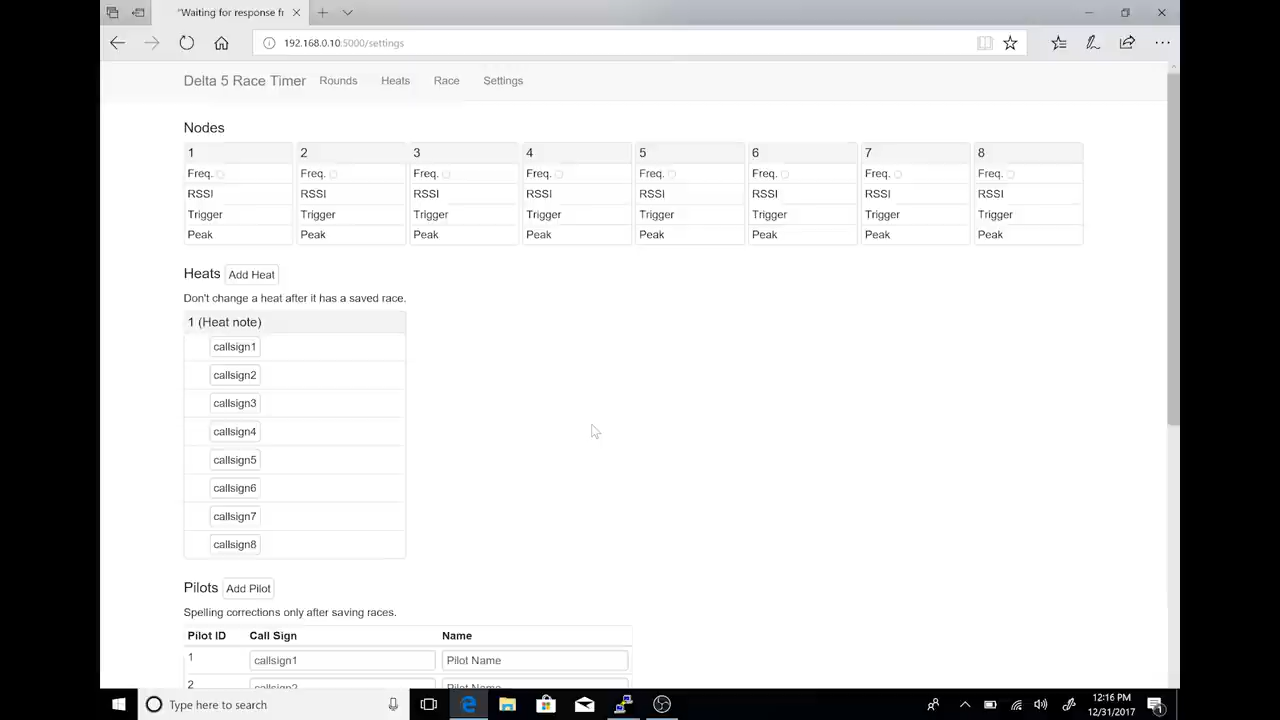 "Waiting for response fr
192.168.0.10:5000/settings
Delta 5 Race Timer Rounds Heats Race Settings
Nodes
1 2 3 4 5 6 7 8
Freq. Freq. Freq. Freq. Freq. Freq. Freq. Freq.
RSSI RSSI RSSI RSSI RSSI RSSI RSSI RSSI
Trigger Trigger Trigger Trigger Trigger Trigger Trigger Trigger
Peak Peak Peak Peak Peak Peak Peak Peak
Heats Add Heat
Don't change a heat after it has a saved race.
1 (Heat note)
callsign1
callsign2
callsign3
callsign4
callsign5
callsign6
callsign7
callsign8
Pilots Add Pilot
Spelling corrections only after saving races.
Pilot ID Call Sign Name
1 callsign1 Pilot Name
2 callsign2 Pilot Name
Type here to search
12:16 PM
12/31/2017
1